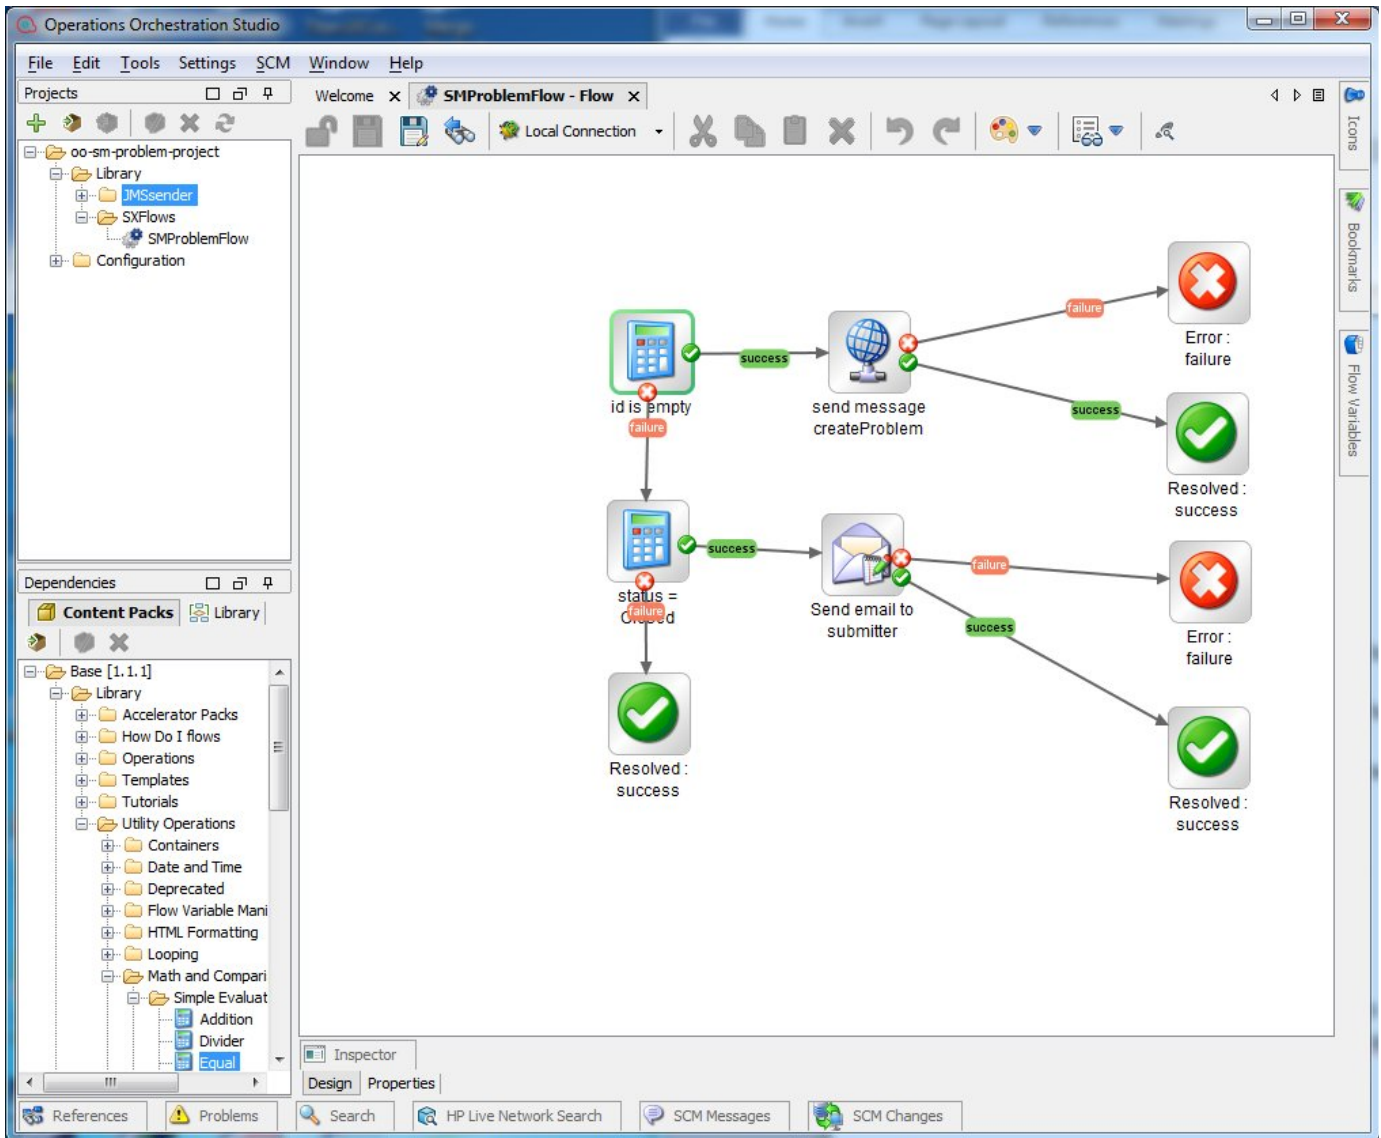 Operations Orchestration Studio
File Edit Tools Settings SCM Window Help
Projects
Welcome
SMProblemFlow - Flow
Local Connection
oo-sm-problem-project
Library
JMSsender
SXFlows
SMProblemFlow
Configuration
Icons
Bookmarks
Flow Variables
id is empty
success
failure
send message
createProblem
failure
success
Error :
failure
Resolved :
success
status =
failure
success
Send email to
submitter
failure
success
Error :
failure
Resolved :
success
Resolved :
success
Dependencies
Content Packs
Library
Base [1.1.1]
Library
Accelerator Packs
How Do I flows
Operations
Templates
Tutorials
Utility Operations
Containers
Date and Time
Deprecated
Flow Variable Mani
HTML Formatting
Looping
Math and Compari
Simple Evaluat
Addition
Divider
Equal
Inspector
Design Properties
References
Problems
Search
HP Live Network Search
SCM Messages
SCM Changes